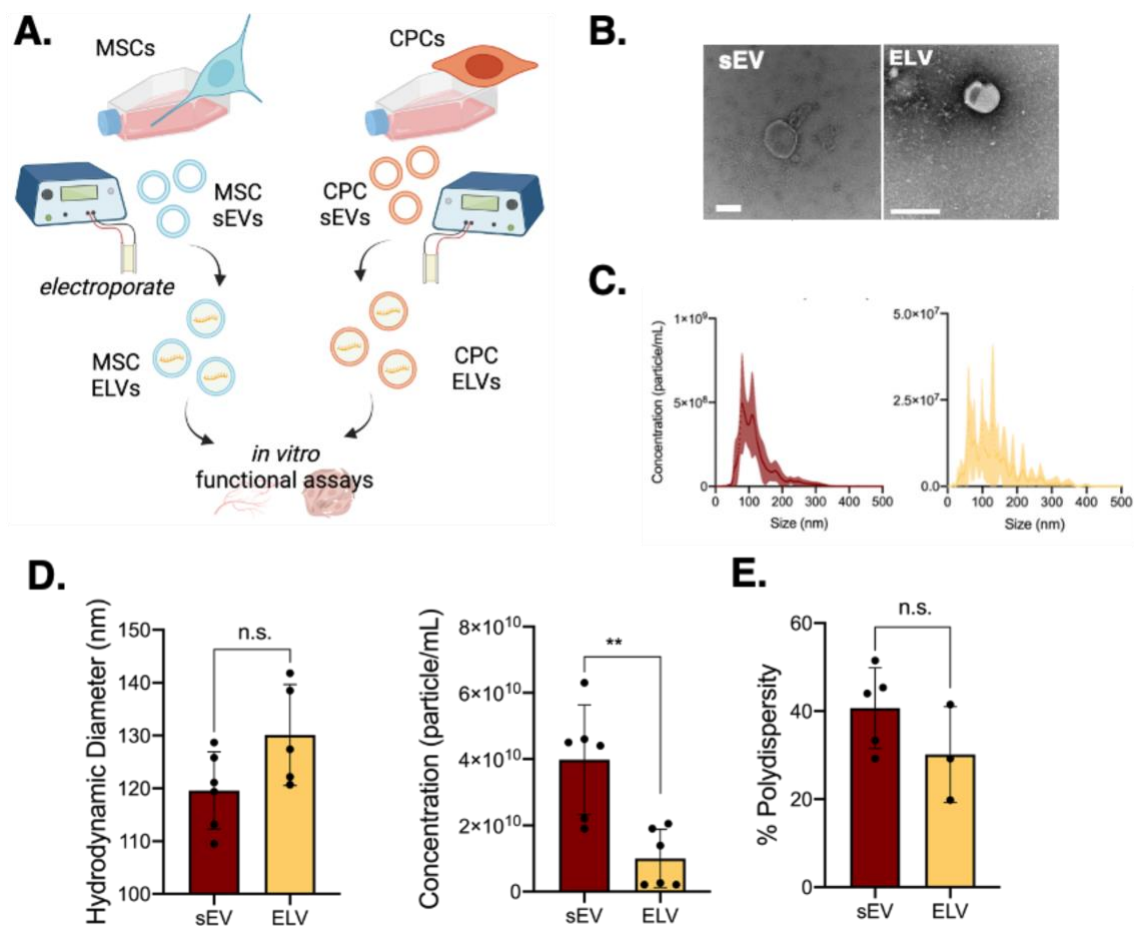 A.
MSCs
CPCs
MSC
sEVs
CPC
sEVs
electroporate
MSC
ELVs
CPC
ELVs
in vitro
functional assays
B.
sEV
ELV
C.
Concentration (particle/mL)
1×10⁹
5×10⁸
0
0 100 200 300 400 500
Size (nm)
5.0×10⁷
2.5×10⁷
0.0
0 100 200 300 400 500
Size (nm)
D.
Hydrodynamic Diameter (nm)
150
140
130
120
110
100
n.s.
sEV ELV
Concentration (particle/mL)
8×10¹⁰
6×10¹⁰
4×10¹⁰
2×10¹⁰
0
**
sEV ELV
E.
% Polydispersity
60
40
20
0
n.s.
sEV ELV